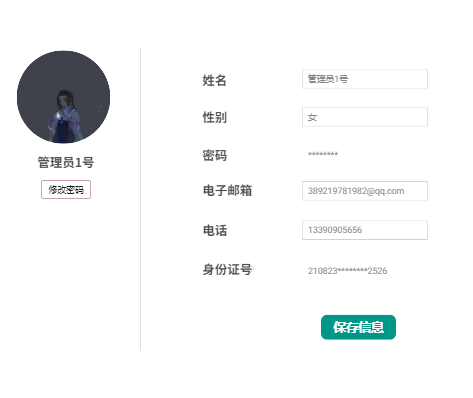 管理员1号
修改密码
姓名 管理员1号
性别 女
密码 ********
电子邮箱 389219781982@qq.com
电话 13390905656
身份证号 210823********2526
保存信息